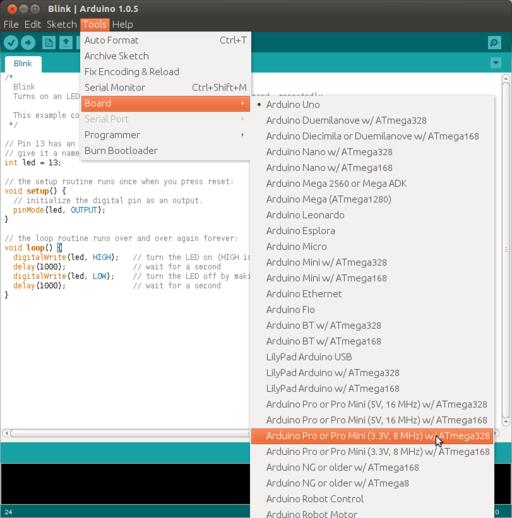 Blink | Arduino 1.0.5
File Edit Sketch Tools Help
Blink
Auto Format Ctrl+T
Archive Sketch
Fix Encoding & Reload
Serial Monitor Ctrl+Shift+M
Board
Serial Port
Programmer
Burn Bootloader
Arduino Uno
Arduino Duemilanove w/ ATmega328
Arduino Diecimila or Duemilanove w/ ATmega168
Arduino Nano w/ ATmega328
Arduino Nano w/ ATmega168
Arduino Mega 2560 or Mega ADK
Arduino Mega (ATmega1280)
Arduino Leonardo
Arduino Esplora
Arduino Micro
Arduino Mini w/ ATmega328
Arduino Mini w/ ATmega168
Arduino Ethernet
Arduino Fio
Arduino BT w/ ATmega328
Arduino BT w/ ATmega168
LilyPad Arduino USB
LilyPad Arduino w/ ATmega328
LilyPad Arduino w/ ATmega168
Arduino Pro or Pro Mini (5V, 16 MHz) w/ ATmega328
Arduino Pro or Pro Mini (5V, 16 MHz) w/ ATmega168
Arduino Pro or Pro Mini (3.3V, 8 MHz) w/ ATmega328
Arduino Pro or Pro Mini (3.3V, 8 MHz) w/ ATmega168
Arduino NG or older w/ ATmega168
Arduino NG or older w/ ATmega8
Arduino Robot Control
Arduino Robot Motor
/*
Blink
Turns on an LED
This example co
*/
// Pin 13 has an
// give it a name
int led = 13;
// the setup routine runs once when you press reset:
void setup() {
// initialize the digital pin as an output.
pinMode(led, OUTPUT);
}
// the loop routine runs over and over again forever:
void loop() {
digitalWrite(led, HIGH); // turn the LED on (HIGH is
delay(1000); // wait for a second
digitalWrite(led, LOW); // turn the LED off by maki
delay(1000); // wait for a second
}
24